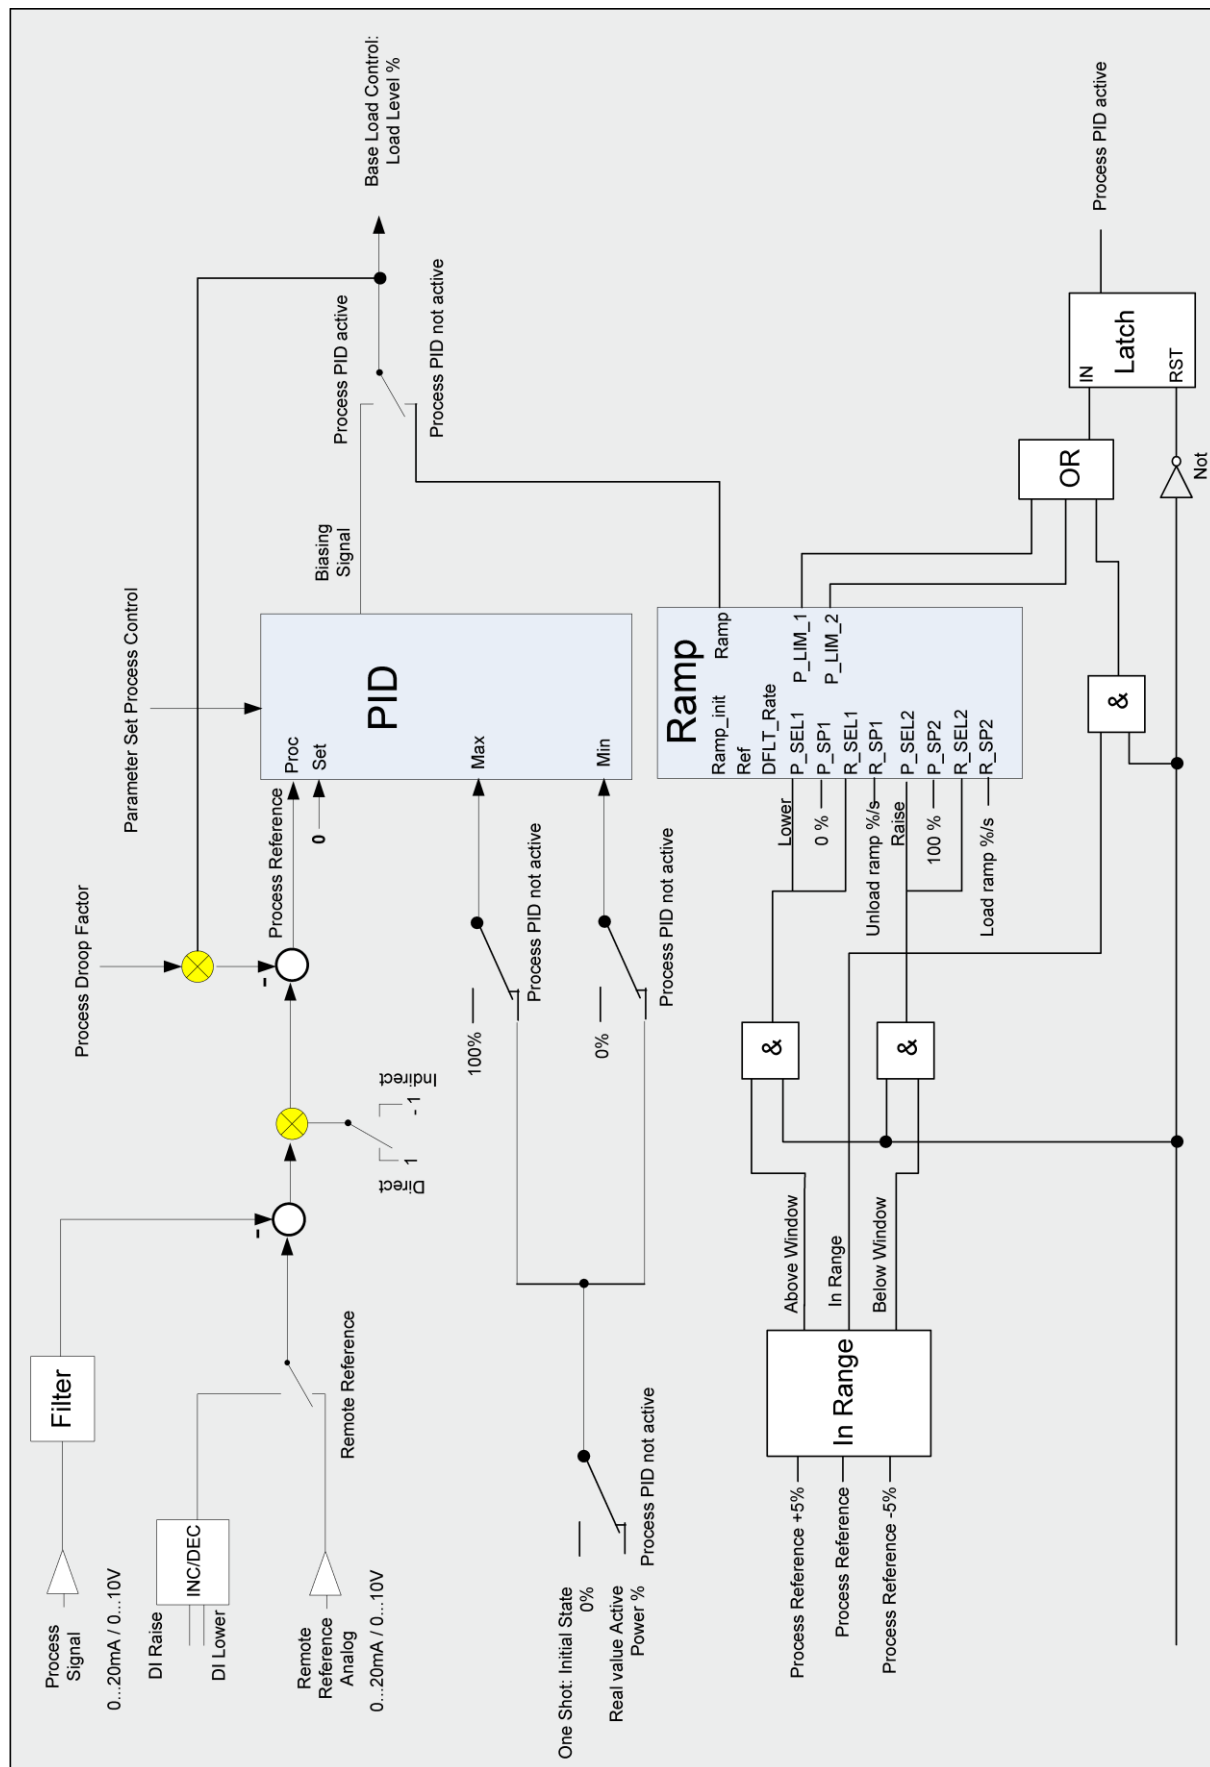 Process
Signal
0...20mA / 0...10V
Filter
DI Raise
DI Lower
INC/DEC
Remote
Reference
Analog
0...20mA / 0...10V
Remote Reference
-
Direct
1
- 1
Indirect
Process Droop Factor
-
Process Reference
0
Parameter Set Process Control
Proc
Set
PID
Max
Min
Biasing
Signal
Process PID active
Process PID not active
Base Load Control:
Load Level %
100%
Process PID not active
0%
Process PID not active
One Shot: Initial State
0%
Real value Active
Power %
Process PID not active
Process Reference +5%
Process Reference
Process Reference -5%
In Range
Above Window
In Range
Below Window
&
&
Lower
0 %
Unload ramp %/s
Raise
100 %
Load ramp %/s
Ramp
Ramp_init
Ramp
Ref
DFLT_Rate
P_SEL1
P_LIM_1
P_SP1
P_LIM_2
R_SEL1
R_SP1
P_SEL2
P_SP2
R_SEL2
R_SP2
&
OR
Not
IN
Latch
RST
Process PID active